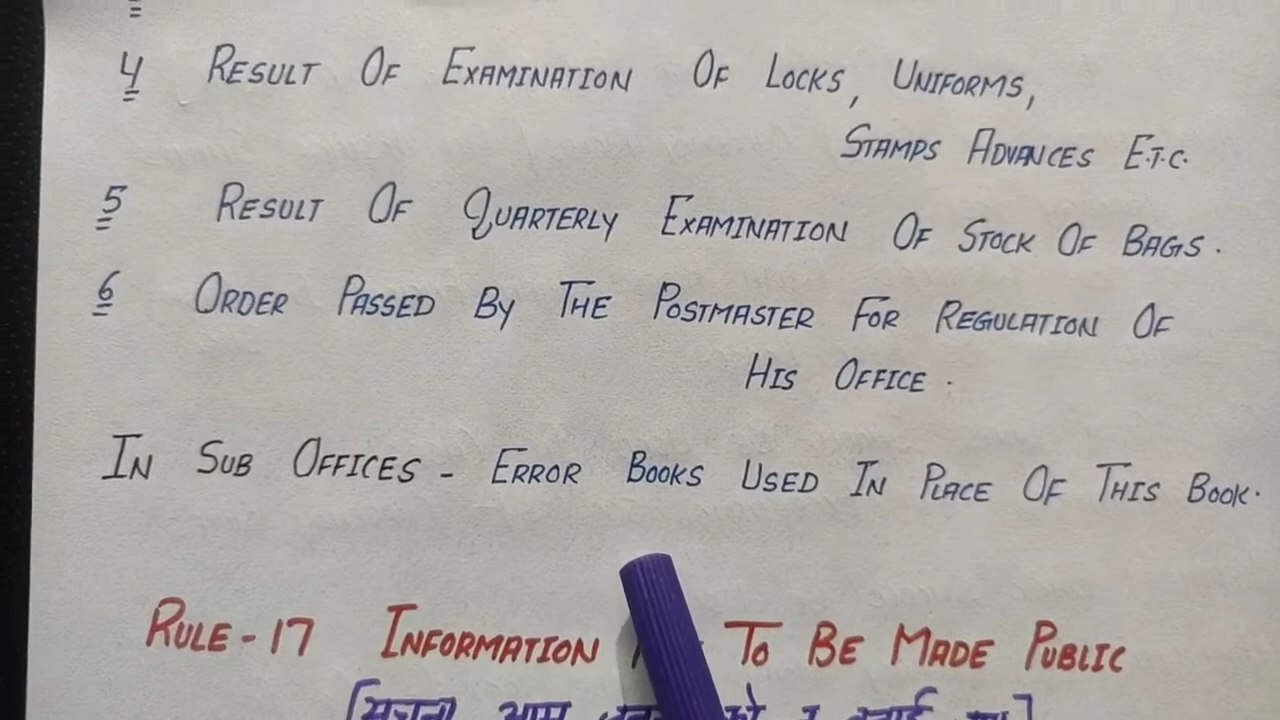 4 RESULT OF EXAMINATION OF LOCKS, UNIFORMS,
STAMPS ADVANCES E.T.C.
5 RESULT OF QUARTERLY EXAMINATION OF STOCK OF BAGS.
6 ORDER PASSED BY THE POSTMASTER FOR REGULATION OF
HIS OFFICE.
IN SUB OFFICES - ERROR BOOKS USED IN PLACE OF THIS BOOK.
RULE-17 INFORMATION TO BE MADE PUBLIC